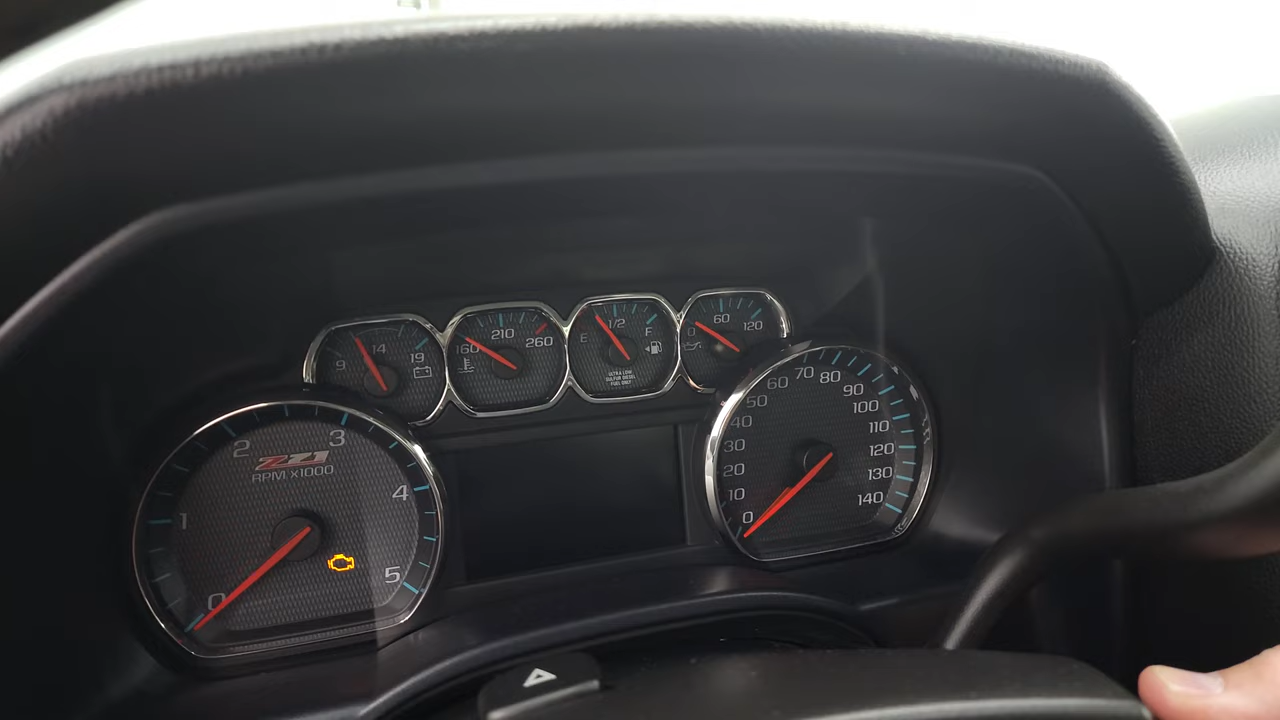 9 14 19
160 210 260
E 1/2 F
ULTRA LOW
SULFUR DIESEL
FUEL ONLY
0 60 120
0 1 2 3 4 5
Z71
RPM X1000
0 10 20 30 40 50 60 70 80 90 100 110 120 130 140